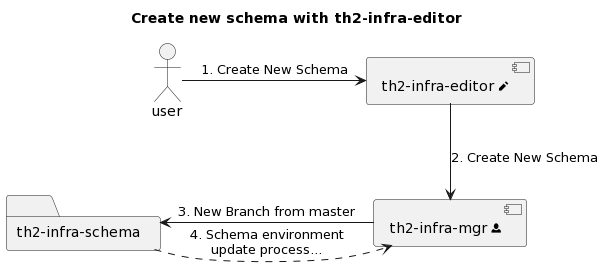 Create new schema with th2-infra-editor
1. Create New Schema
th2-infra-editor
user
2. Create New Schema
3. New Branch from master
th2-infra-schema
th2-infra-mgr
4. Schema environment
update process...